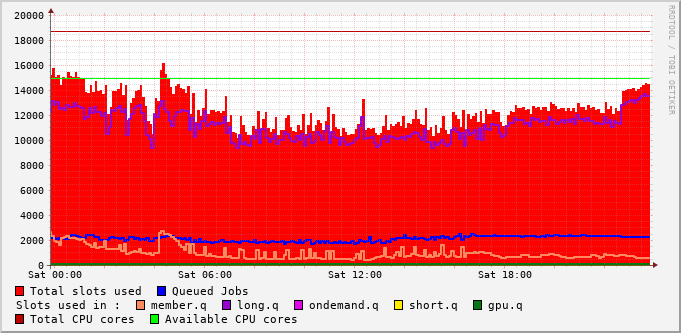 20000
18000
16000
14000
12000
10000
8000
6000
4000
2000
0
Sat 00:00 Sat 06:00 Sat 12:00 Sat 18:00
Total slots used Queued Jobs
Slots used in : member.q long.q ondemand.q short.q gpu.q
Total CPU cores Available CPU cores
RRDTOOL / TOBI OETIKER